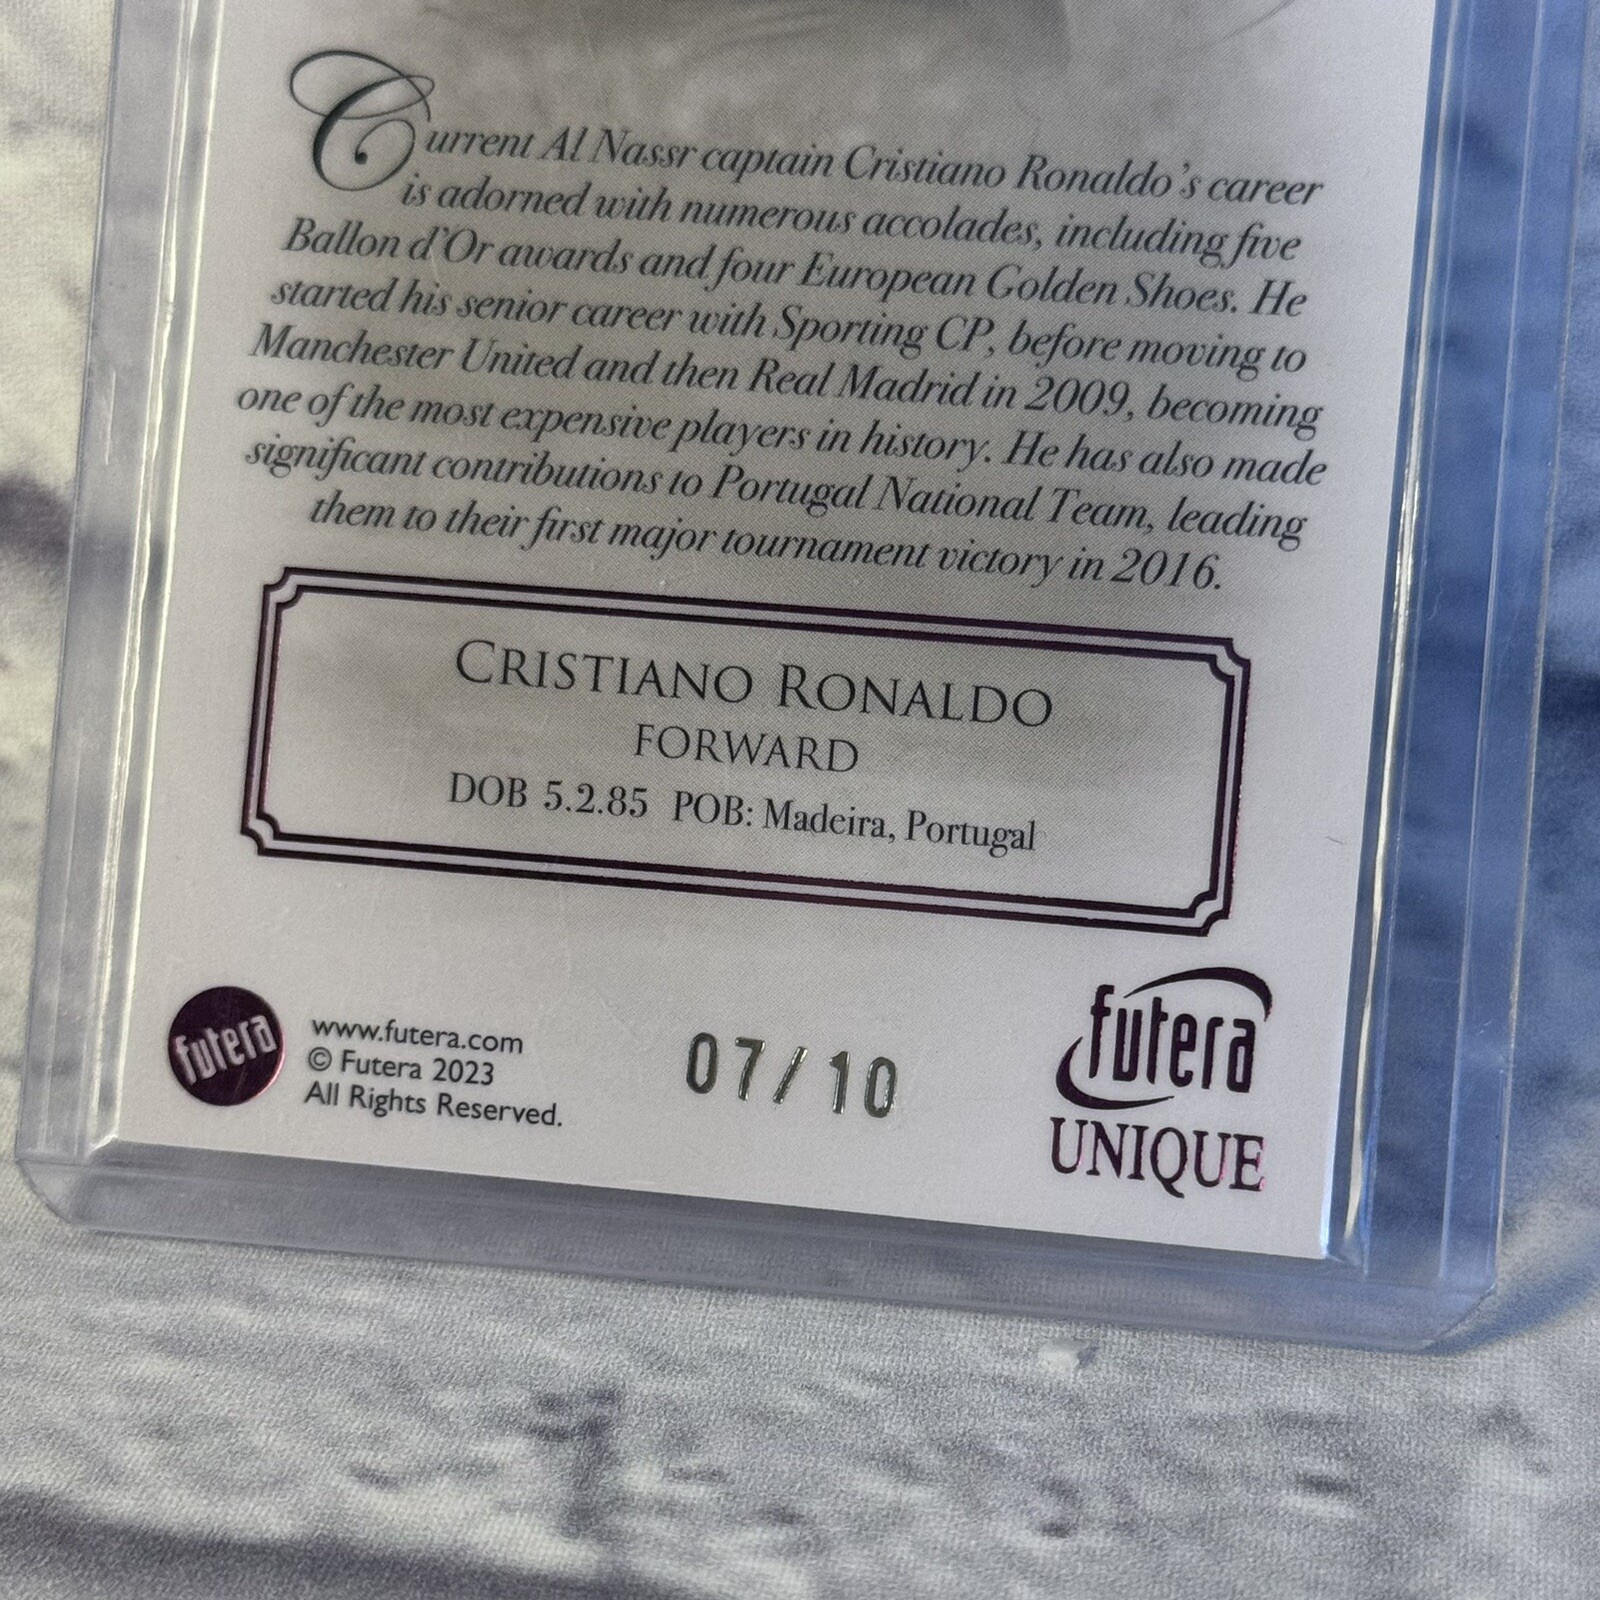 Current Al Nassr captain Cristiano Ronaldo's career
is adorned with numerous accolades, including five
Ballon d'Or awards and four European Golden Shoes. He
started his senior career with Sporting CP, before moving to
Manchester United and then Real Madrid in 2009, becoming
one of the most expensive players in history. He has also made
significant contributions to Portugal National Team, leading
them to their first major tournament victory in 2016.
CRISTIANO RONALDO
FORWARD
DOB 5.2.85 POB: Madeira, Portugal
futera
www.futera.com
© Futera 2023
All Rights Reserved.
07/10
futera
UNIQUE